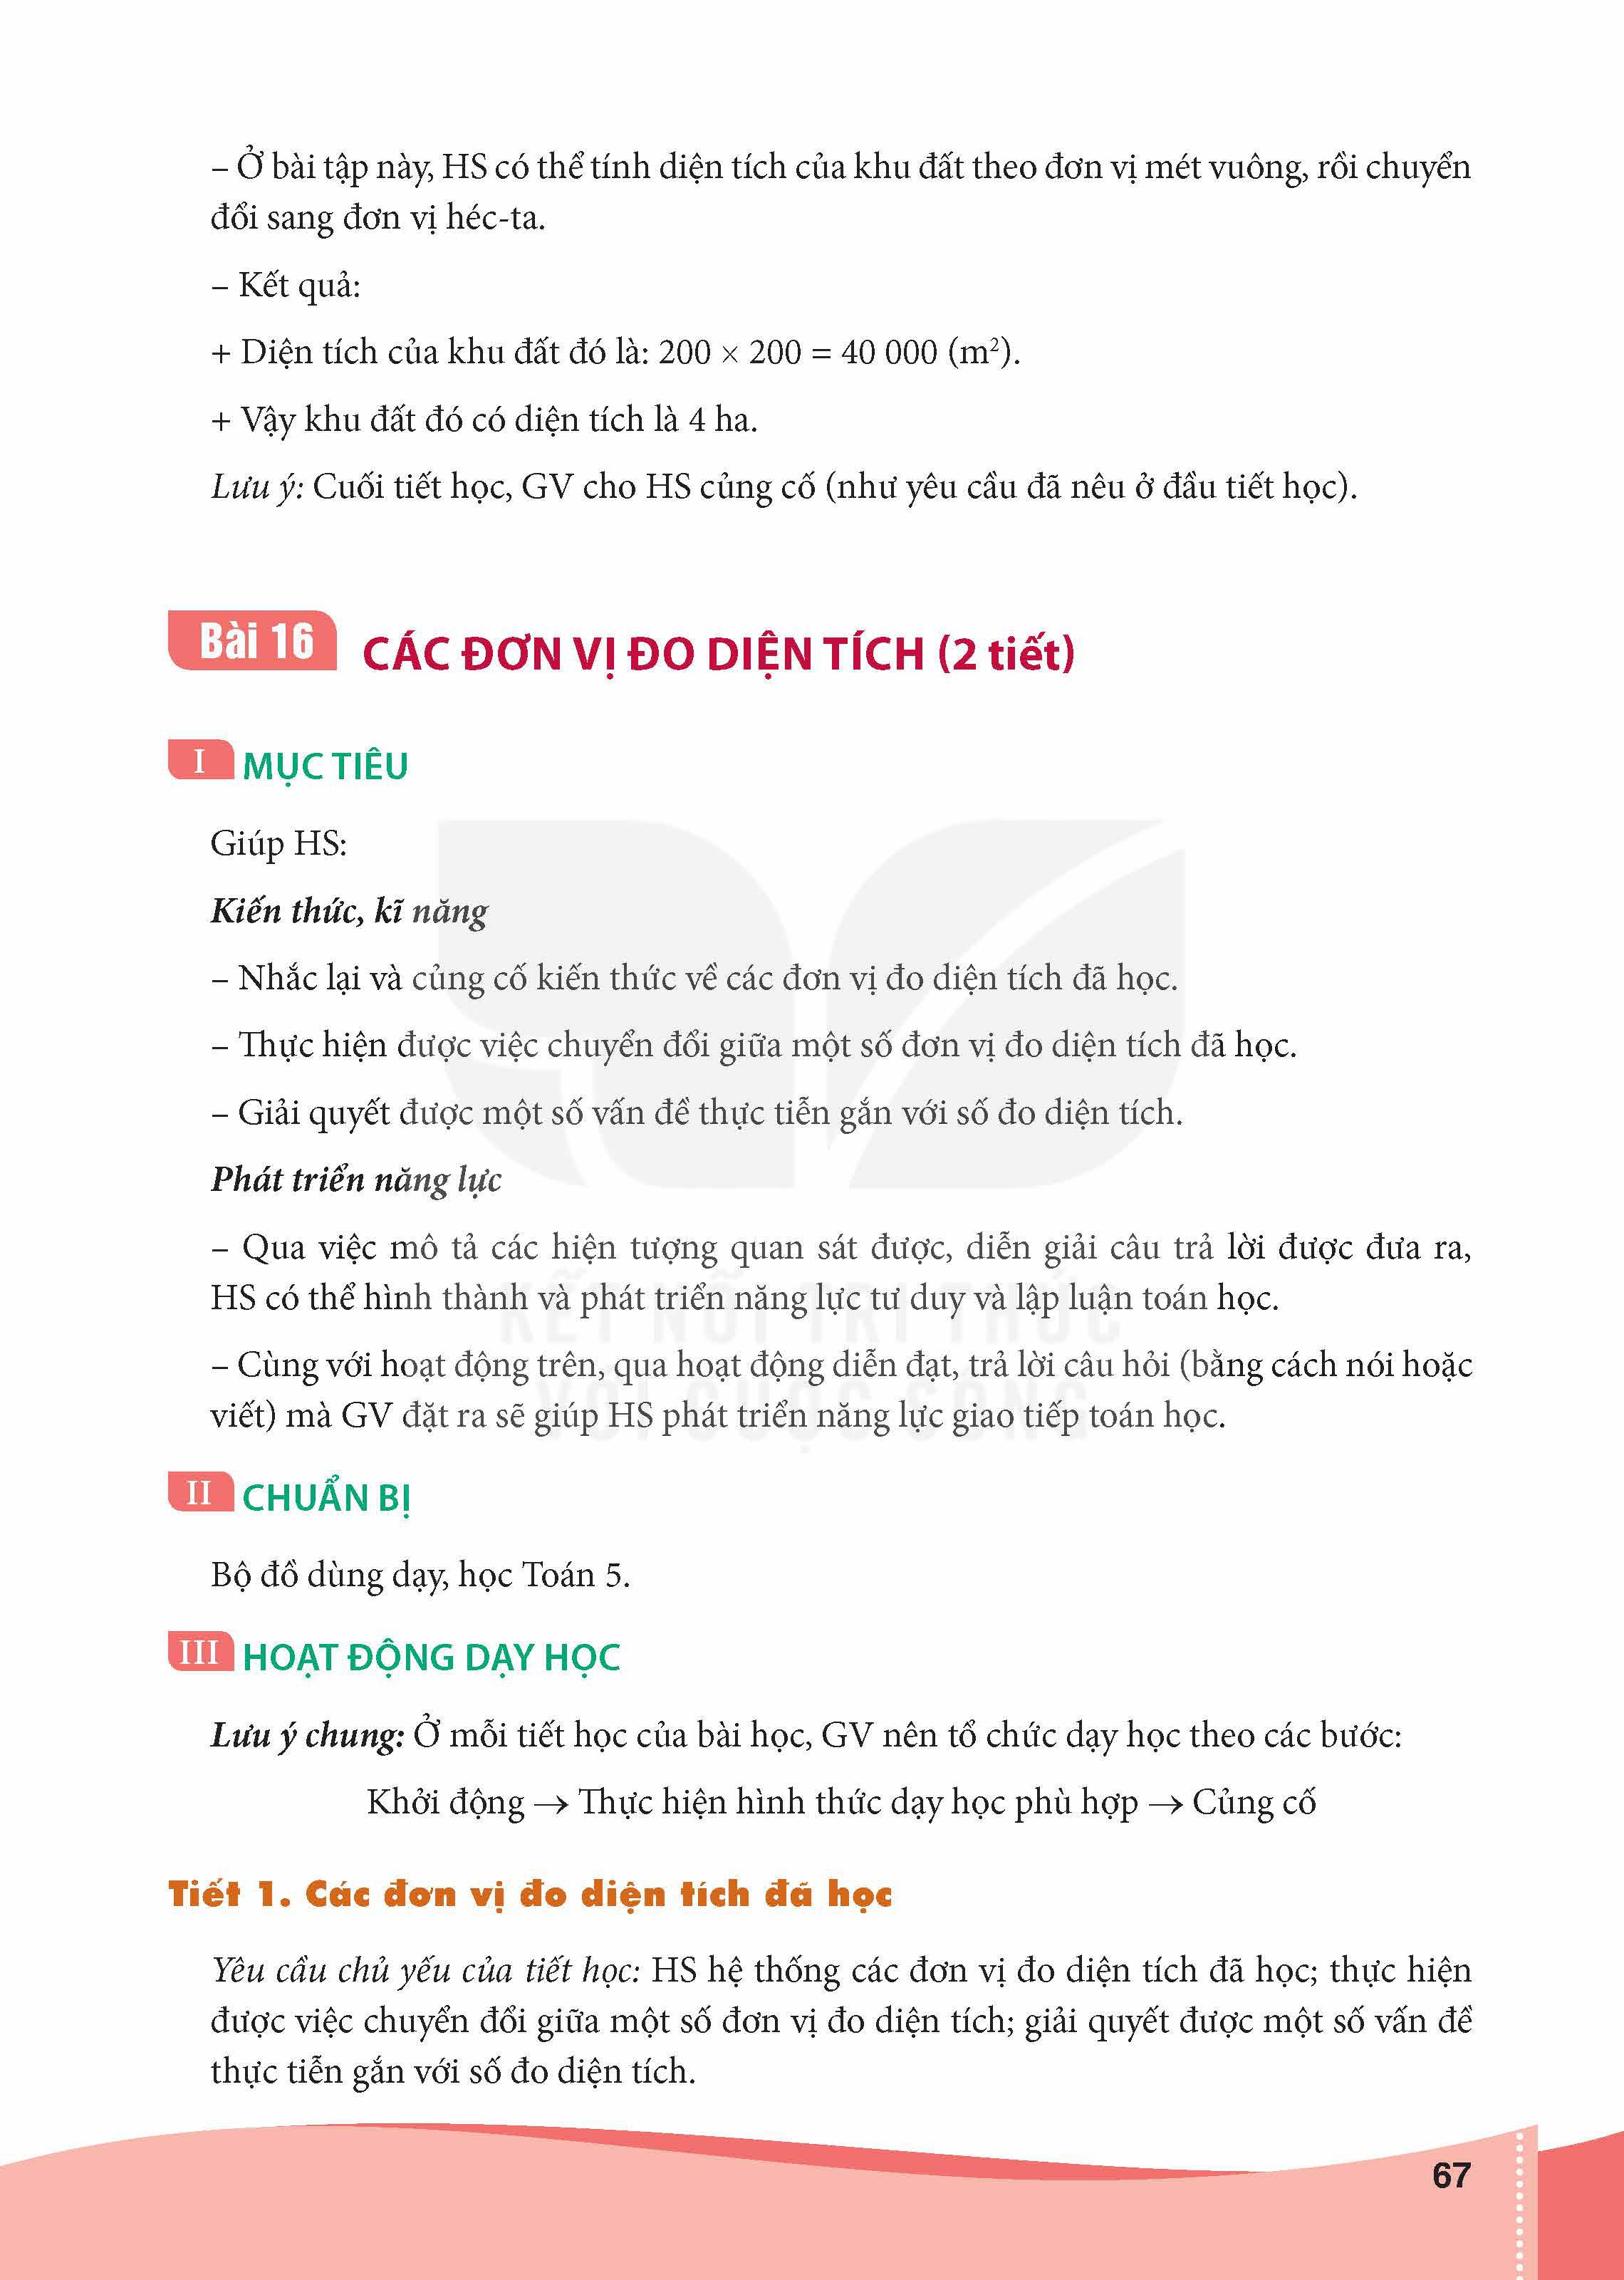 – Ở bài tập này, HS có thể tính diện tích của khu đất theo đơn vị mét vuông, rồi chuyển
đổi sang đơn vị héc-ta.
– Kết quả:
+ Diện tích của khu đất đó là: 200 × 200 = 40 000 (m²).
+ Vậy khu đất đó có diện tích là 4 ha.
Lưu ý: Cuối tiết học, GV cho HS củng cố (như yêu cầu đã nêu ở đầu tiết học).
Bài 16 CÁC ĐƠN VỊ ĐO DIỆN TÍCH (2 tiết)
I MỤC TIÊU
Giúp HS:
Kiến thức, kĩ năng
– Nhắc lại và củng cố kiến thức về các đơn vị đo diện tích đã học.
– Thực hiện được việc chuyển đổi giữa một số đơn vị đo diện tích đã học.
– Giải quyết được một số vấn đề thực tiễn gắn với số đo diện tích.
Phát triển năng lực
– Qua việc mô tả các hiện tượng quan sát được, diễn giải câu trả lời được đưa ra,
HS có thể hình thành và phát triển năng lực tư duy và lập luận toán học.
KẾT NỐI TRI THỨC
– Cùng với hoạt động trên, qua hoạt động diễn đạt, trả lời câu hỏi (bằng cách nói hoặc
viết) mà GV đặt ra sẽ giúp HS phát triển năng lực giao tiếp toán học.
VỚI CUỘC SỐNG
II CHUẨN BỊ
Bộ đồ dùng dạy, học Toán 5.
III HOẠT ĐỘNG DẠY HỌC
Lưu ý chung: Ở mỗi tiết học của bài học, GV nên tổ chức dạy học theo các bước:
Khởi động → Thực hiện hình thức dạy học phù hợp → Củng cố
Tiết 1. Các đơn vị đo diện tích đã học
Yêu cầu chủ yếu của tiết học: HS hệ thống các đơn vị đo diện tích đã học; thực hiện
được việc chuyển đổi giữa một số đơn vị đo diện tích; giải quyết được một số vấn đề
thực tiễn gắn với số đo diện tích.
67